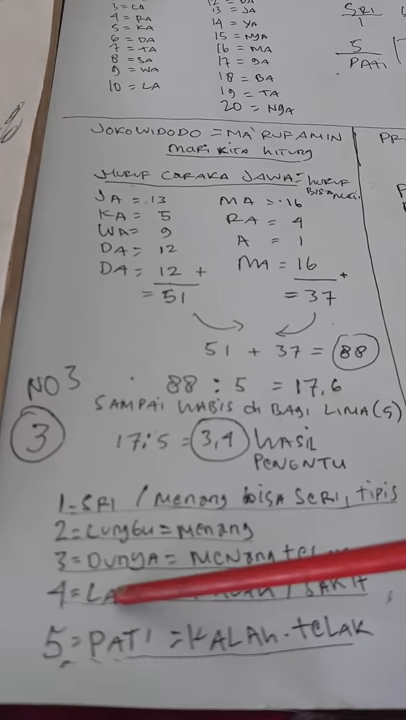 3 = CA
4 = RA
5 = KA
6 = DA
7 = TA
8 = SA
9 = WA
10 = LA
13 = JA
14 = YA
15 = NYA
16 = MA
17 = GA
18 = BA
19 = TA
20 = NGA
SRI
1
5
PATI
JOKOWIDODO = MA'RUFAMIN
MARI KITA HITUNG
HURUF CARAKA JAWA = HURUF
JA = 13
KA = 5
WA = 9
DA = 12
DA = 12 +
= 51
MA = 16
RA = 4
A = 1
MA = 16 +
= 37
51 + 37 = 88
NO 3
88 : 5 = 17,6
SAMPAI HABIS di BAGI LIMA (5)
3
17:5 = 3,4 HASIL
PENENTU
1 = SRI / Menang bisa SERI, tipis
2 = Lungbu = Menang
3 = DUNYA = MeNang
4 = LA / SAKIT
5 = PATI = KALAH. teLAK